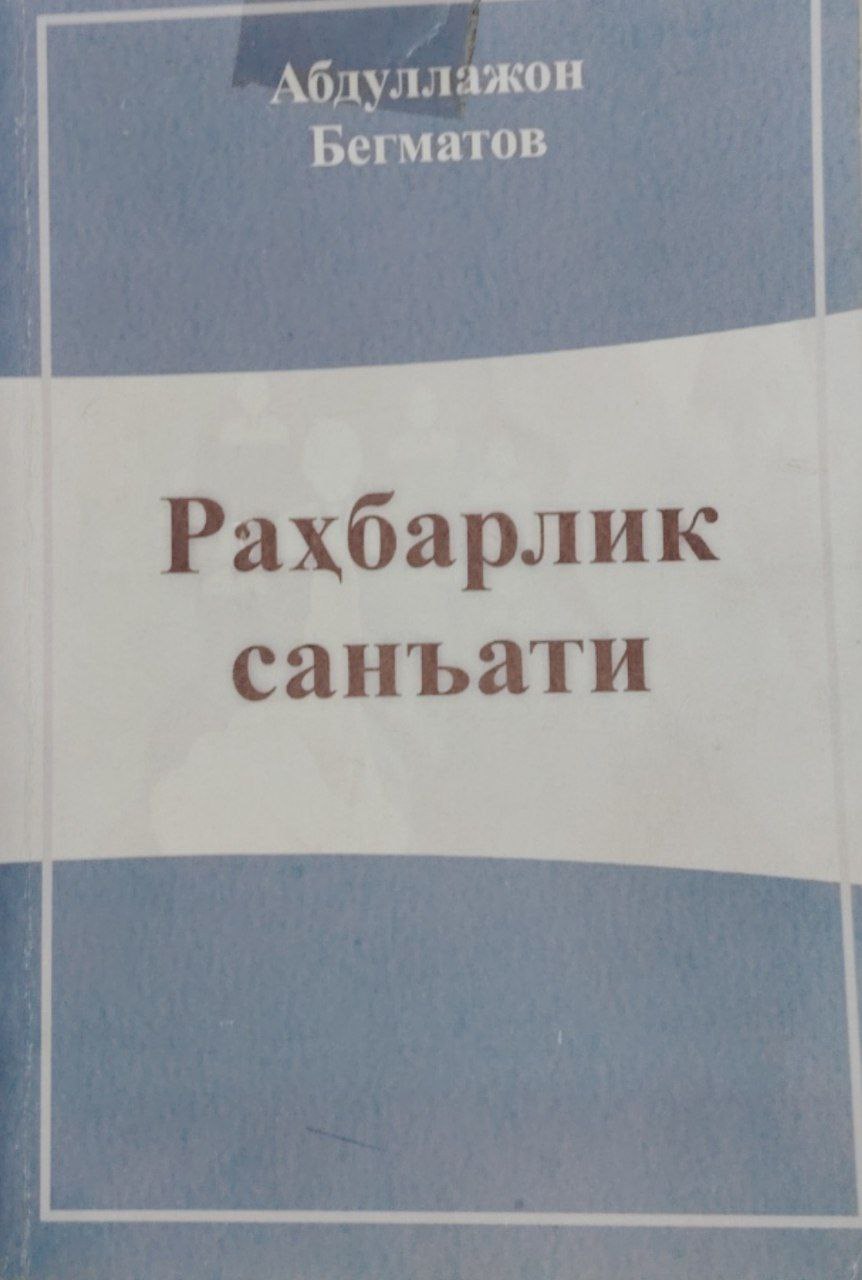 Абдуллажон
Бегматов
Раҳбарлик
санъати